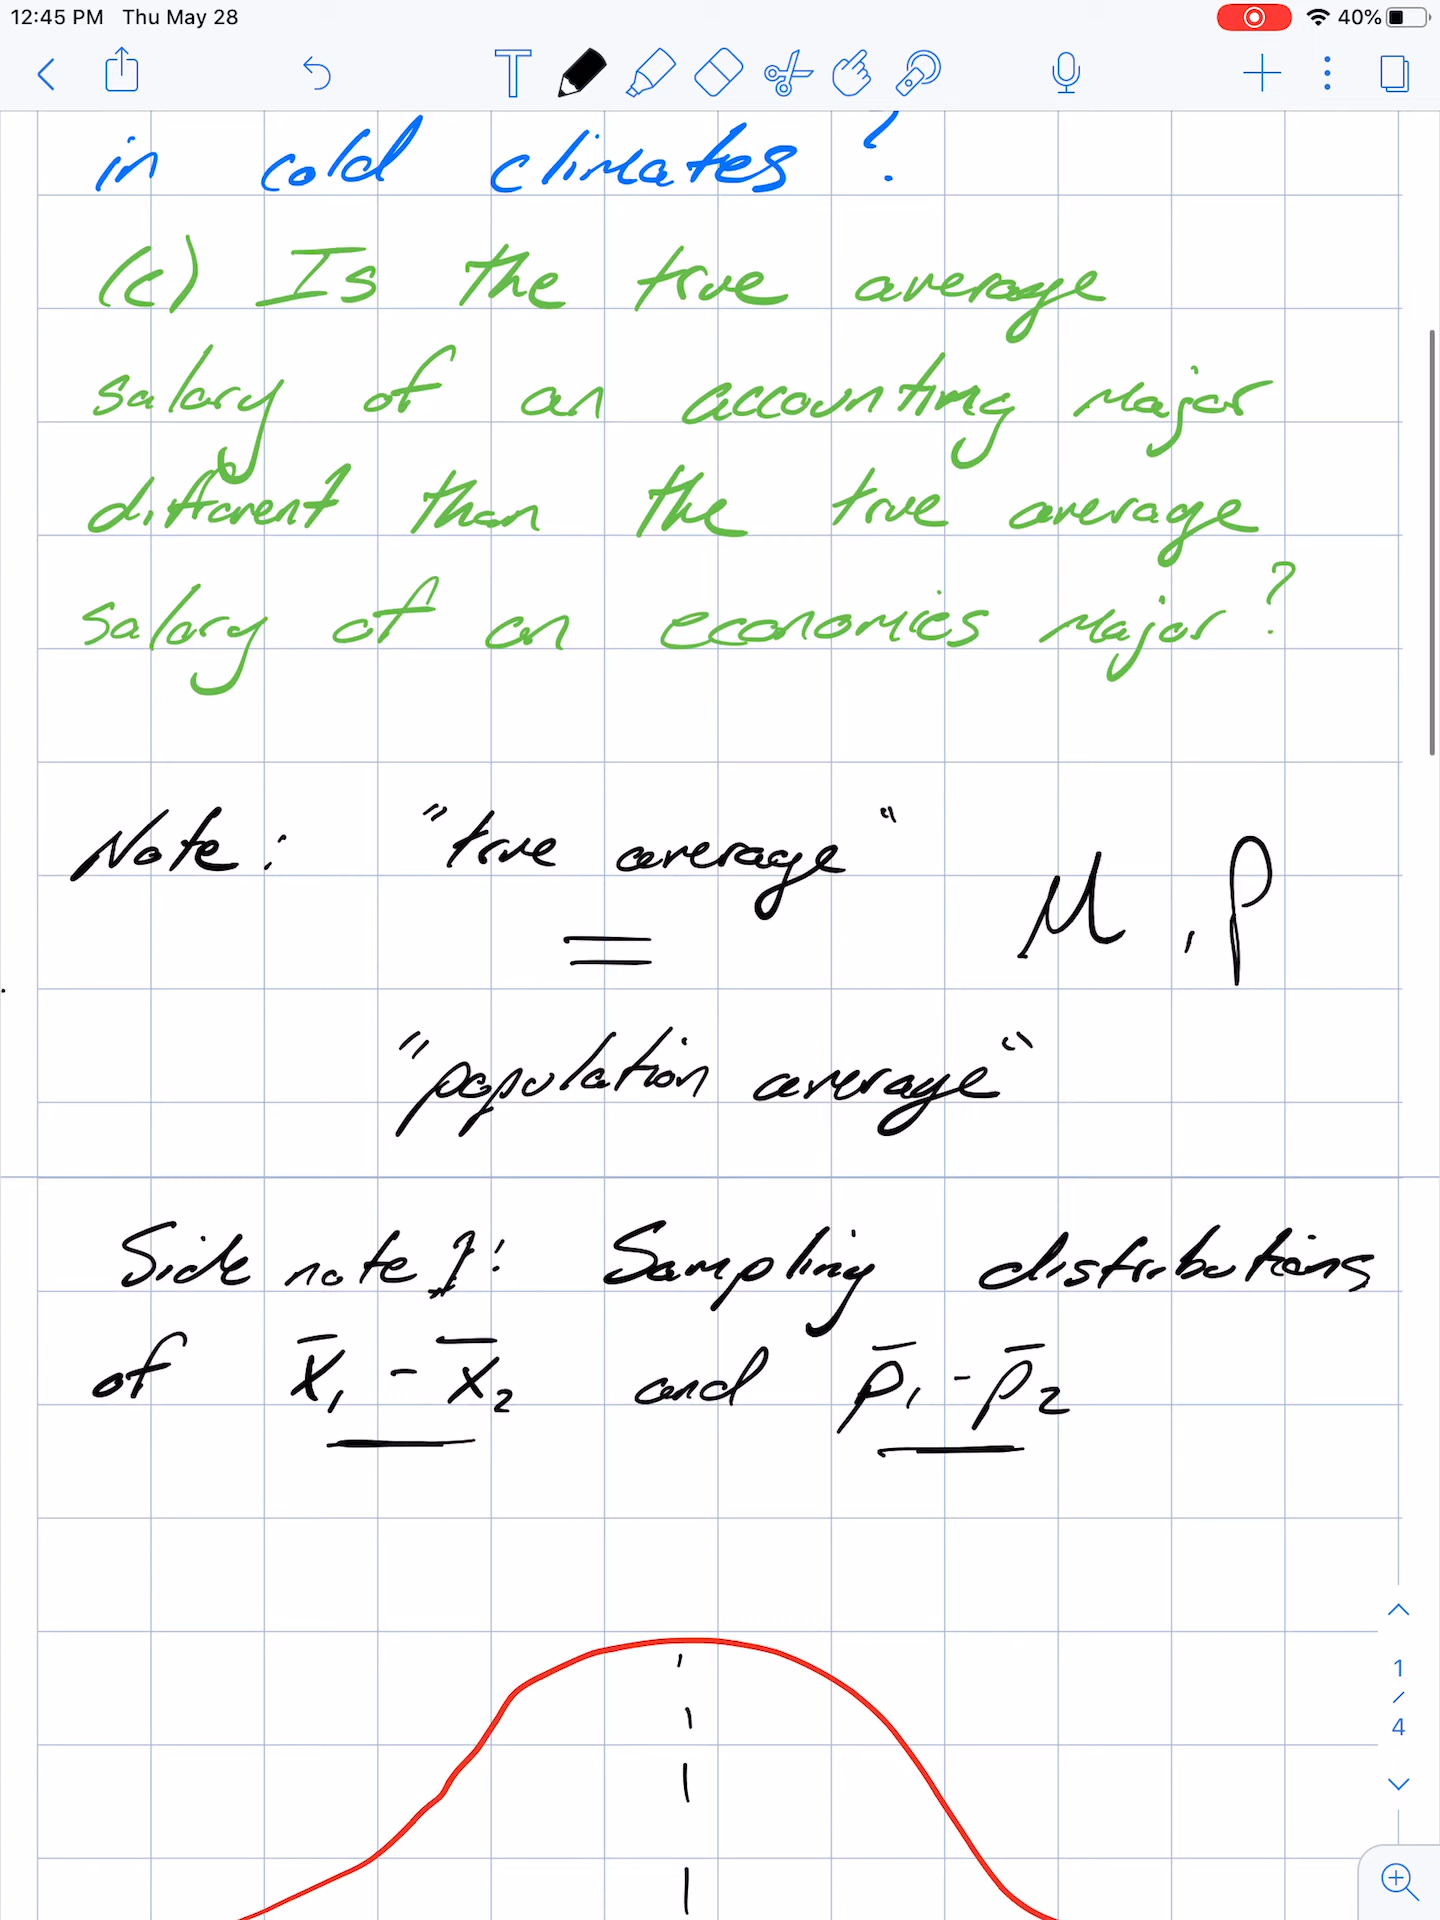 12:45 PM Thu May 28 40%
in cold climates?
(c) Is the true average
salary of an accounting major
different than the true average
salary of an economics major?
Note: "true average" μ, p
=
"population average"
Side note 1: Sampling distributions
of x̄₁ - x̄₂ and p̄₁ - p̄₂
1
/
4